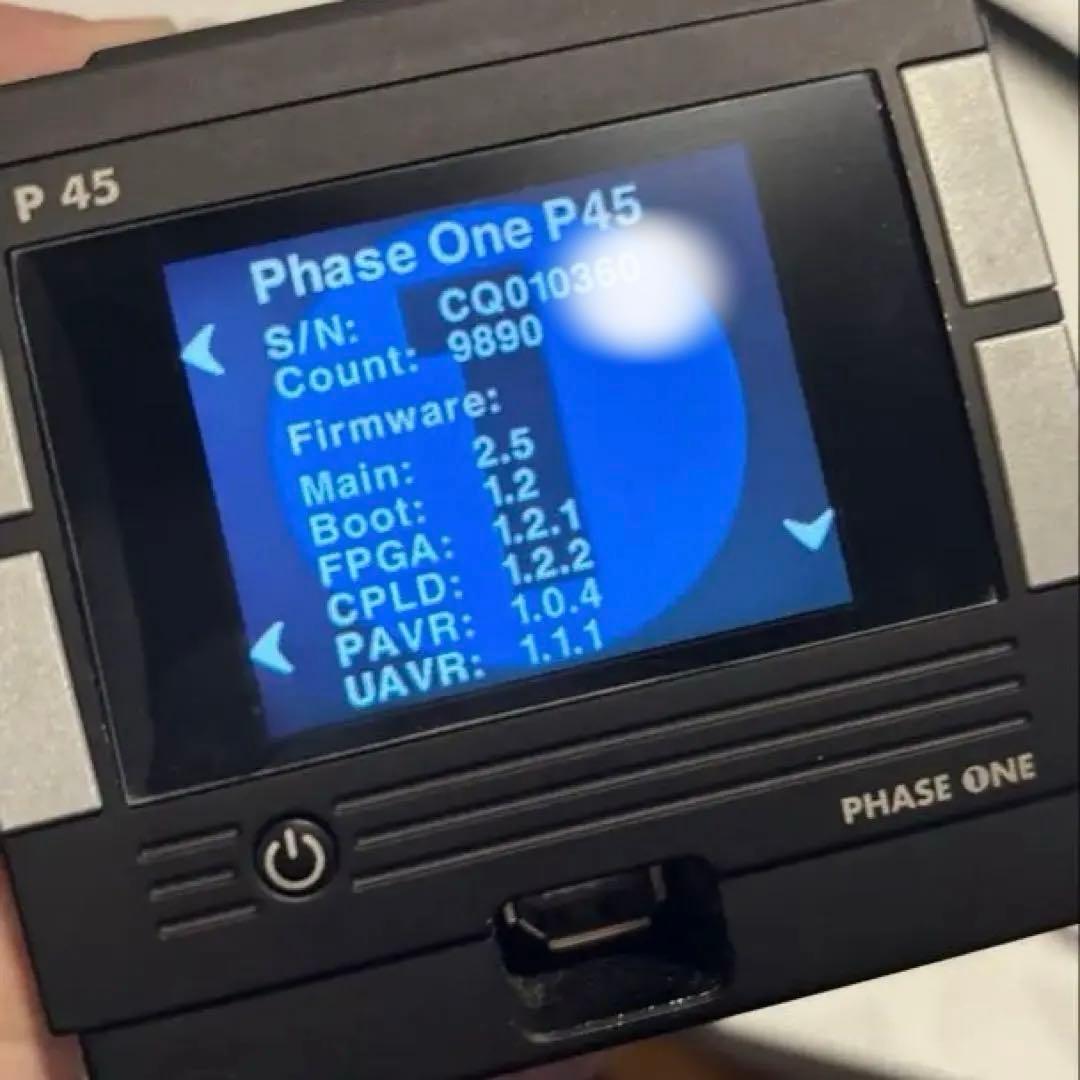 P 45
Phase One P45
S/N: CQ010360
Count: 9890
Firmware:
Main: 2.5
Boot: 1.2
FPGA: 1.2.1
CPLD: 1.2.2
PAVR: 1.0.4
UAVR: 1.1.1
PHASE ONE